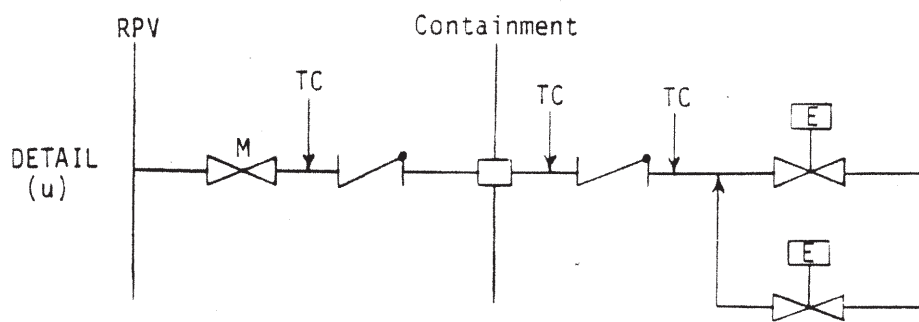 RPV
Containment
TC
TC
TC
E
M
DETAIL
(u)
E